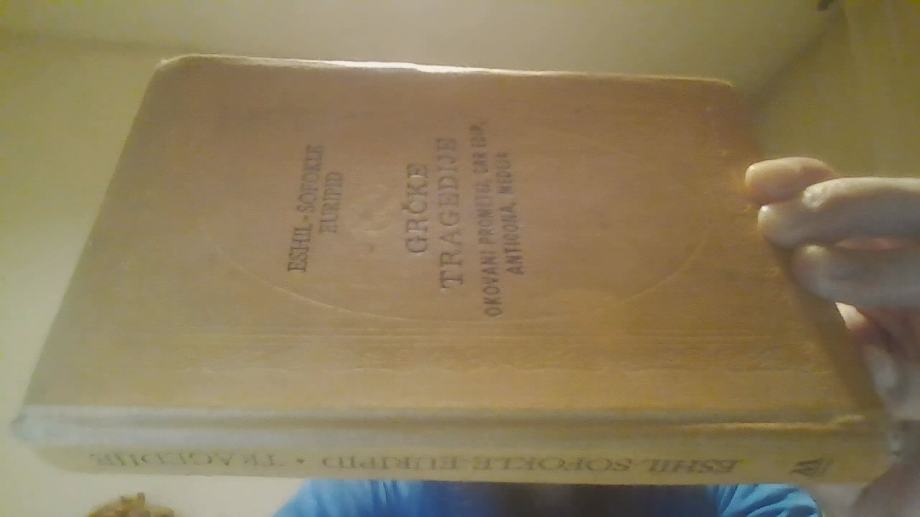 ESHIL-SOFOKLE
EURIPID
GRČKE
TRAGEDIJE
OKOVANI PROMETEJ, CAR EDIP,
ANTIGONA, MEDEJA
ESHIL SOFOKLE EURIPID • TRAGEDIJE